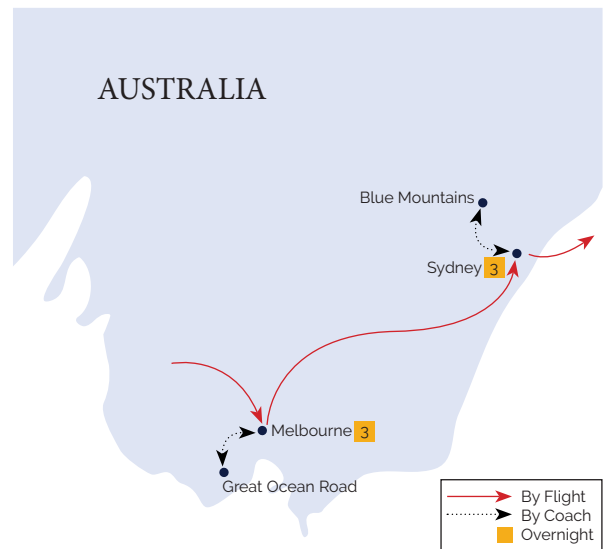 AUSTRALIA
Blue Mountains
Sydney 3
Melbourne 3
Great Ocean Road
By Flight
By Coach
Overnight